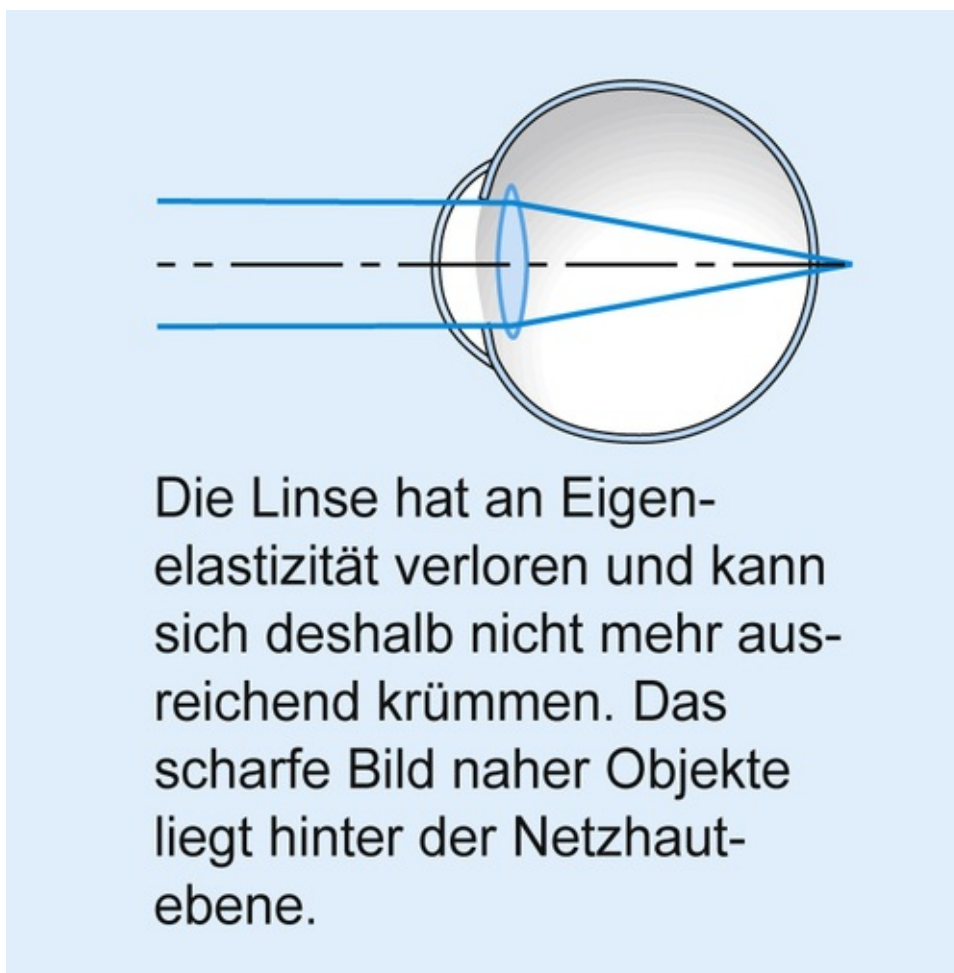 Die Linse hat an Eigen-
elastizität verloren und kann
sich deshalb nicht mehr aus-
reichend krümmen. Das
scharfe Bild naher Objekte
liegt hinter der Netzhaut-
ebene.